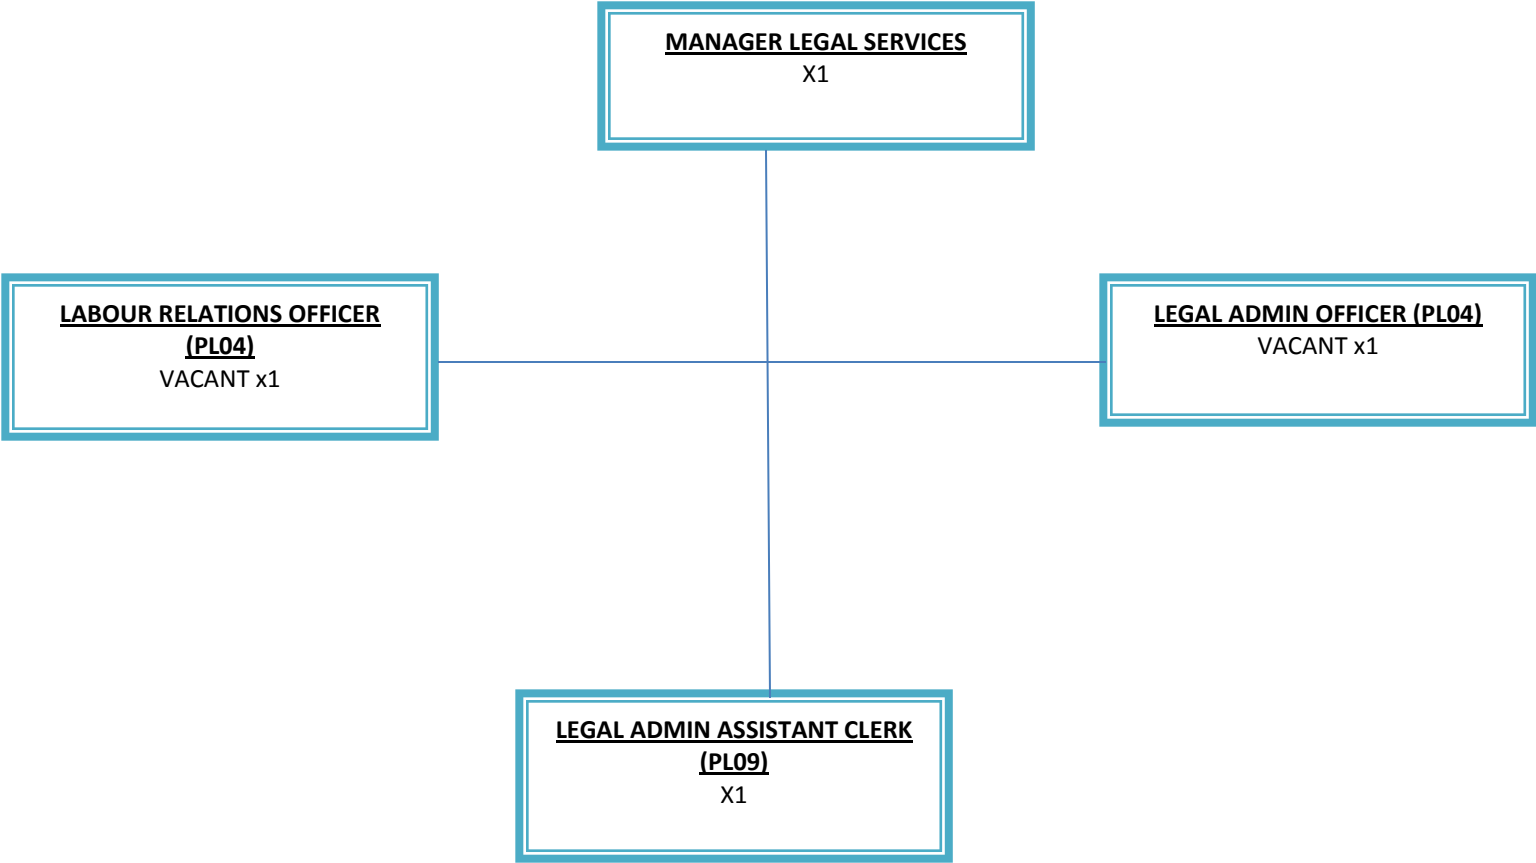 MANAGER LEGAL SERVICES
X1
LABOUR RELATIONS OFFICER
(PL04)
VACANT x1
LEGAL ADMIN OFFICER (PL04)
VACANT x1
LEGAL ADMIN ASSISTANT CLERK
(PL09)
X1